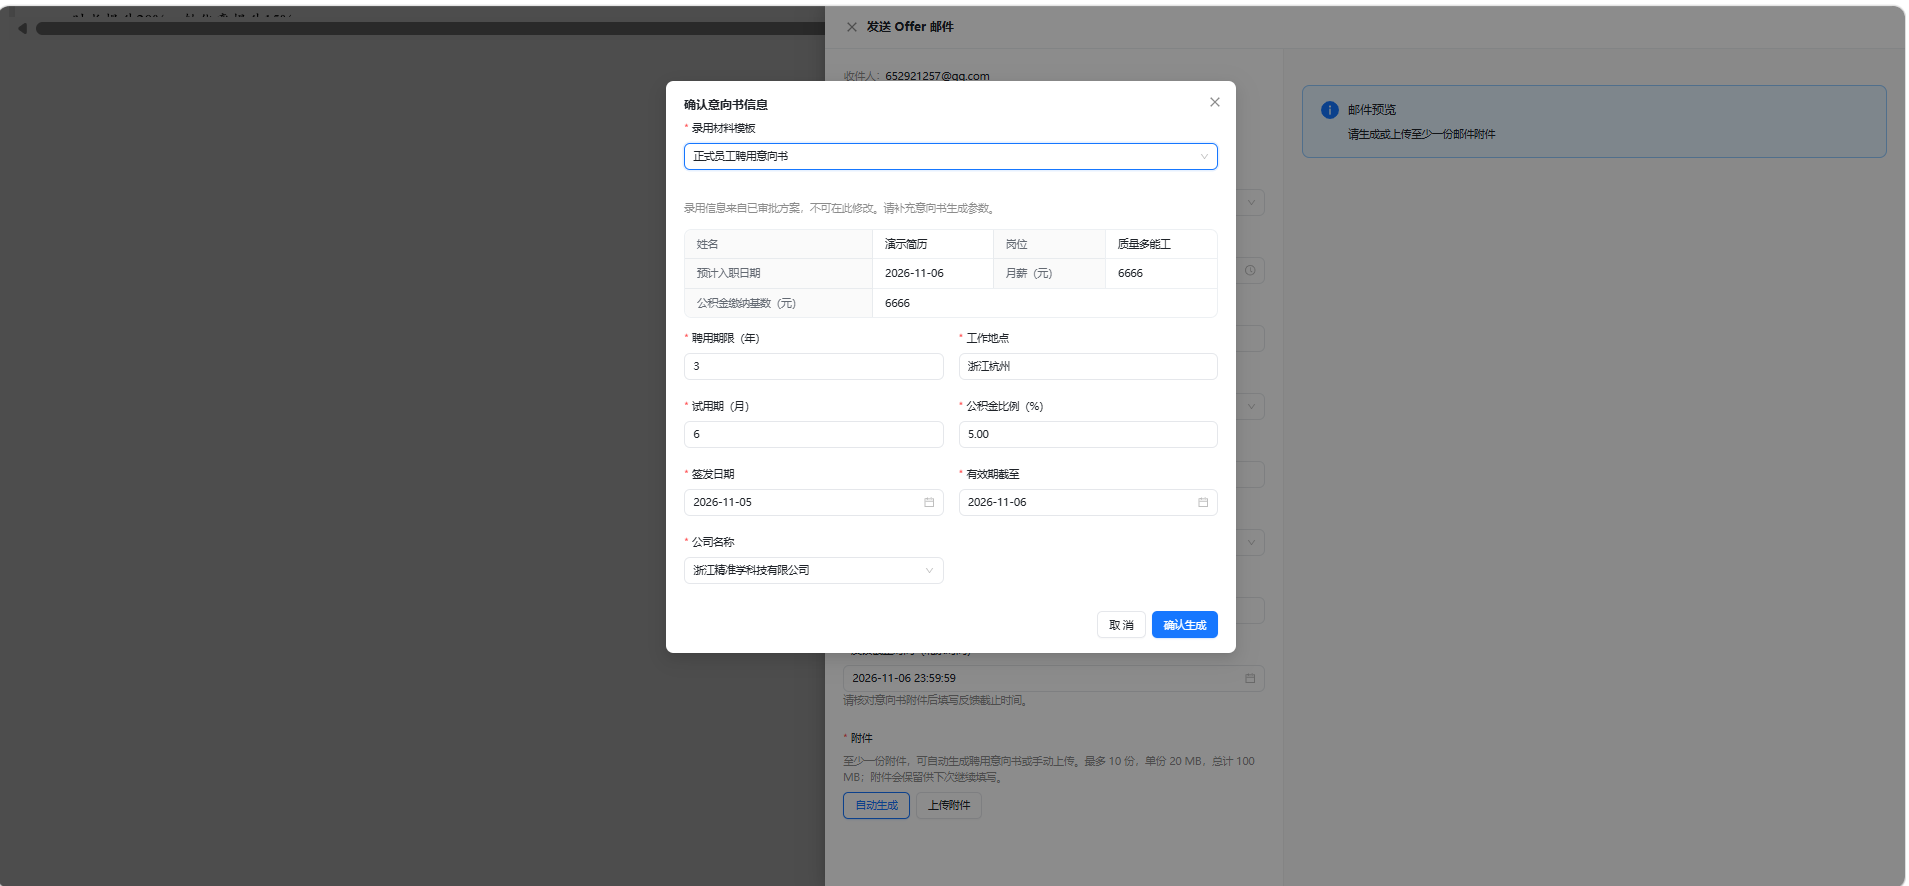 发送 Offer 邮件
收件人：652921257@qq.com
邮件预览
请生成或上传至少一份邮件附件
确认意向书信息
* 录用材料模板
正式员工聘用意向书
录用信息来自已审批方案，不可在此修改。请补充意向书生成参数。
姓名 演示简历 岗位 质量多能工
预计入职日期 2026-11-06 月薪（元） 6666
公积金缴纳基数（元） 6666
* 聘用期限（年） * 工作地点
3 浙江杭州
* 试用期（月） * 公积金比例（%）
6 5.00
* 签发日期 * 有效期截至
2026-11-05 2026-11-06
* 公司名称
浙江精准学科技有限公司
取消 确认生成
2026-11-06 23:59:59
请核对意向书附件后填写反馈截止时间。
* 附件
至少一份附件，可自动生成聘用意向书或手动上传。最多 10 份，单份 20 MB，总计 100
MB；附件会保留供下次继续填写。
自动生成 上传附件